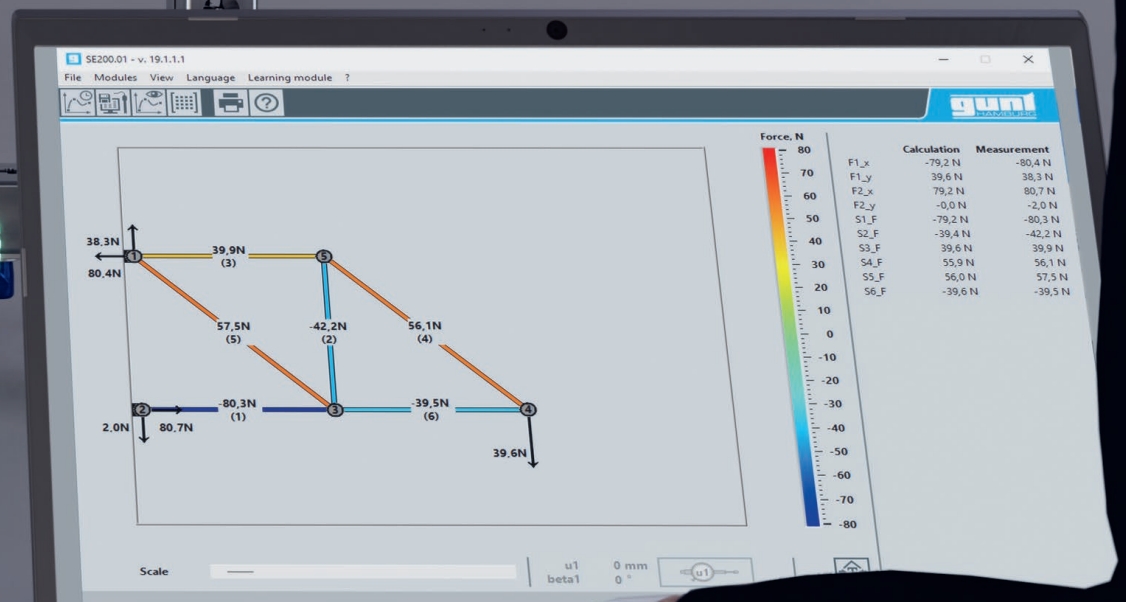 SE200.01 - v. 19.1.1.1
File Modules View Language Learning module ?
gunt
HAMBURG
Force, N
80
70
60
50
40
30
20
10
0
-10
-20
-30
-40
-50
-60
-70
-80
Calculation Measurement
F1_x -79,2 N -80,4 N
F1_y 39,6 N 38,3 N
F2_x 79,2 N 80,7 N
F2_y -0,0 N -2,0 N
S1_F -79,2 N -80,3 N
S2_F -39,4 N -42,2 N
S3_F 39,6 N 39,9 N
S4_F 55,9 N 56,1 N
S5_F 56,0 N 57,5 N
S6_F -39,6 N -39,5 N
38,3N
80,4N
1
39,9N
(3)
5
57,5N
(5)
-42,2N
(2)
56,1N
(4)
2
-80,3N
(1)
3
-39,5N
(6)
4
2,0N
80,7N
39,6N
Scale
u1 0 mm
beta1 0 °
u1